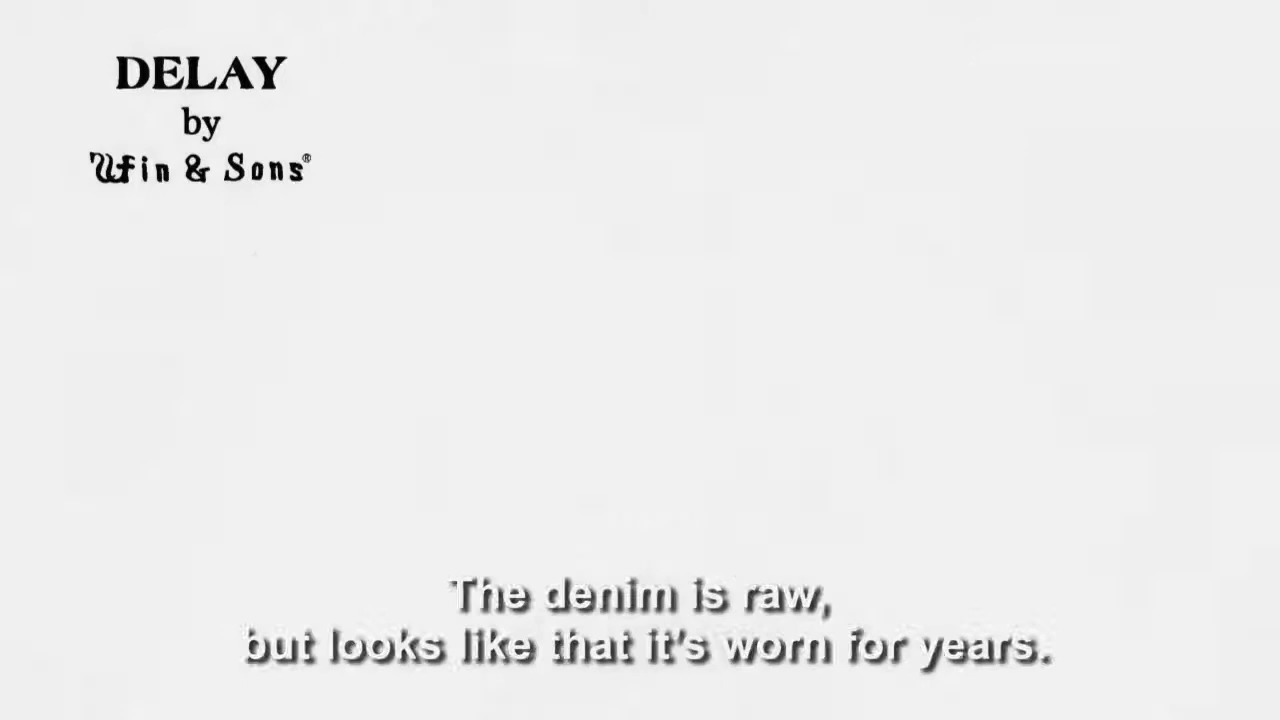 DELAY
by
Ufin & Sons®
The denim is raw,
but looks like that it's worn for years.